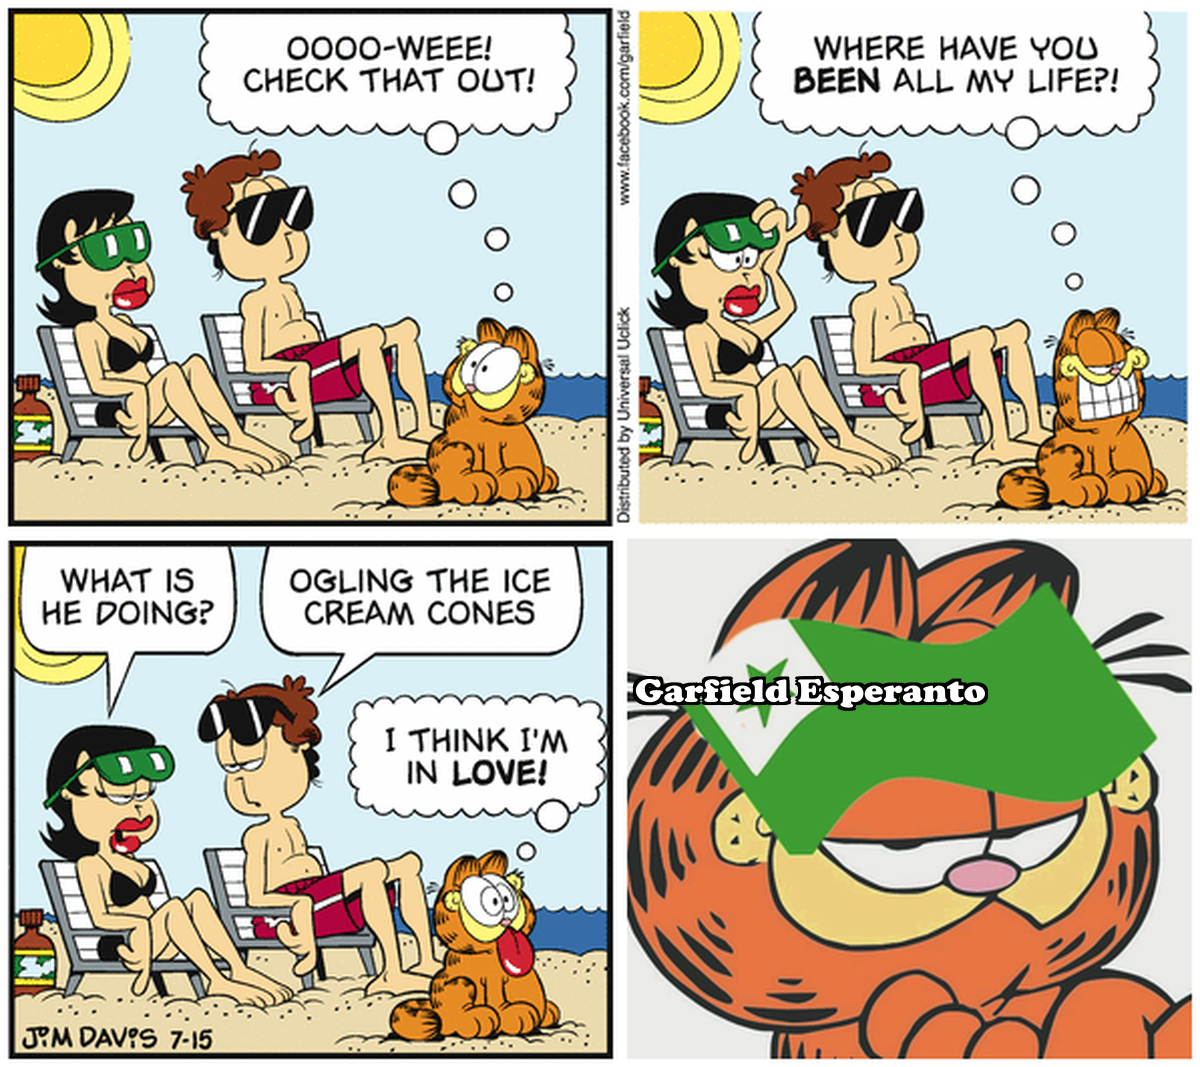 OOOO-WEEE!
CHECK THAT OUT!
www.facebook.com/garfield
Distributed by Universal Uclick
WHERE HAVE YOU
BEEN ALL MY LIFE?!
WHAT IS
HE DOING?
OGLING THE ICE
CREAM CONES
I THINK I'M
IN LOVE!
JIM DAVIS 7-15
Garfield Esperanto